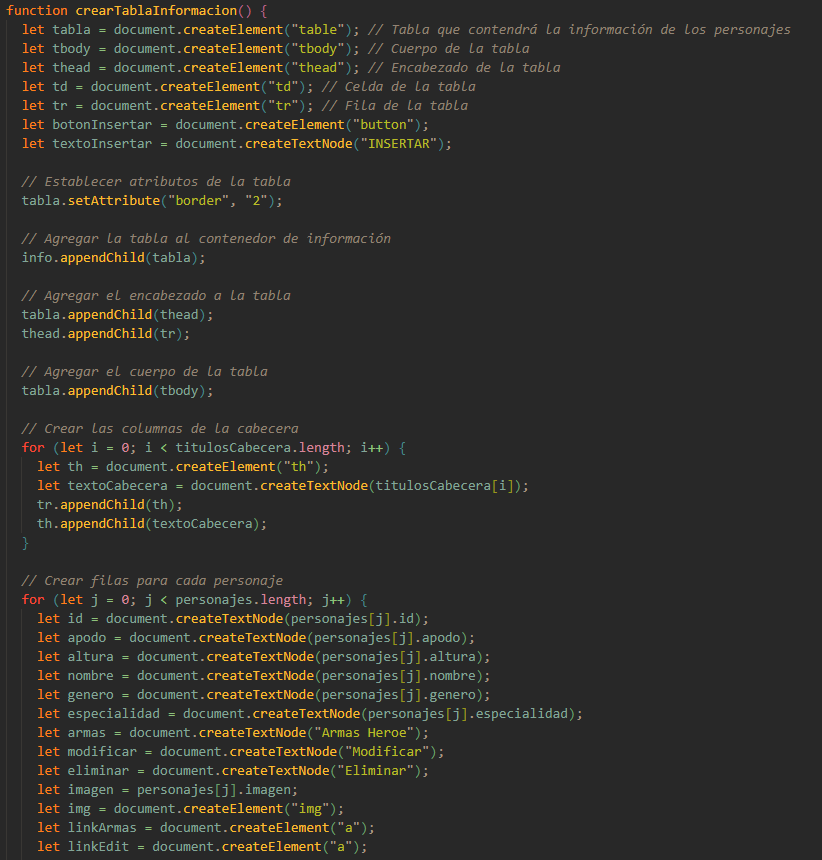 function crearTablaInformacion() {
  let tabla = document.createElement("table"); // Tabla que contendrá la información de los personajes
  let tbody = document.createElement("tbody"); // Cuerpo de la tabla
  let thead = document.createElement("thead"); // Encabezado de la tabla
  let td = document.createElement("td"); // Celda de la tabla
  let tr = document.createElement("tr"); // Fila de la tabla
  let botonInsertar = document.createElement("button");
  let textoInsertar = document.createTextNode("INSERTAR");

  // Establecer atributos de la tabla
  tabla.setAttribute("border", "2");

  // Agregar la tabla al contenedor de información
  info.appendChild(tabla);

  // Agregar el encabezado a la tabla
  tabla.appendChild(thead);
  thead.appendChild(tr);

  // Agregar el cuerpo de la tabla
  tabla.appendChild(tbody);

  // Crear las columnas de la cabecera
  for (let i = 0; i < titulosCabecera.length; i++) {
    let th = document.createElement("th");
    let textoCabecera = document.createTextNode(titulosCabecera[i]);
    tr.appendChild(th);
    th.appendChild(textoCabecera);
  }

  // Crear filas para cada personaje
  for (let j = 0; j < personajes.length; j++) {
    let id = document.createTextNode(personajes[j].id);
    let apodo = document.createTextNode(personajes[j].apodo);
    let altura = document.createTextNode(personajes[j].altura);
    let nombre = document.createTextNode(personajes[j].nombre);
    let genero = document.createTextNode(personajes[j].genero);
    let especialidad = document.createTextNode(personajes[j].especialidad);
    let armas = document.createTextNode("Armas Heroe");
    let modificar = document.createTextNode("Modificar");
    let eliminar = document.createTextNode("Eliminar");
    let imagen = personajes[j].imagen;
    let img = document.createElement("img");
    let linkArmas = document.createElement("a");
    let linkEdit = document.createElement("a");